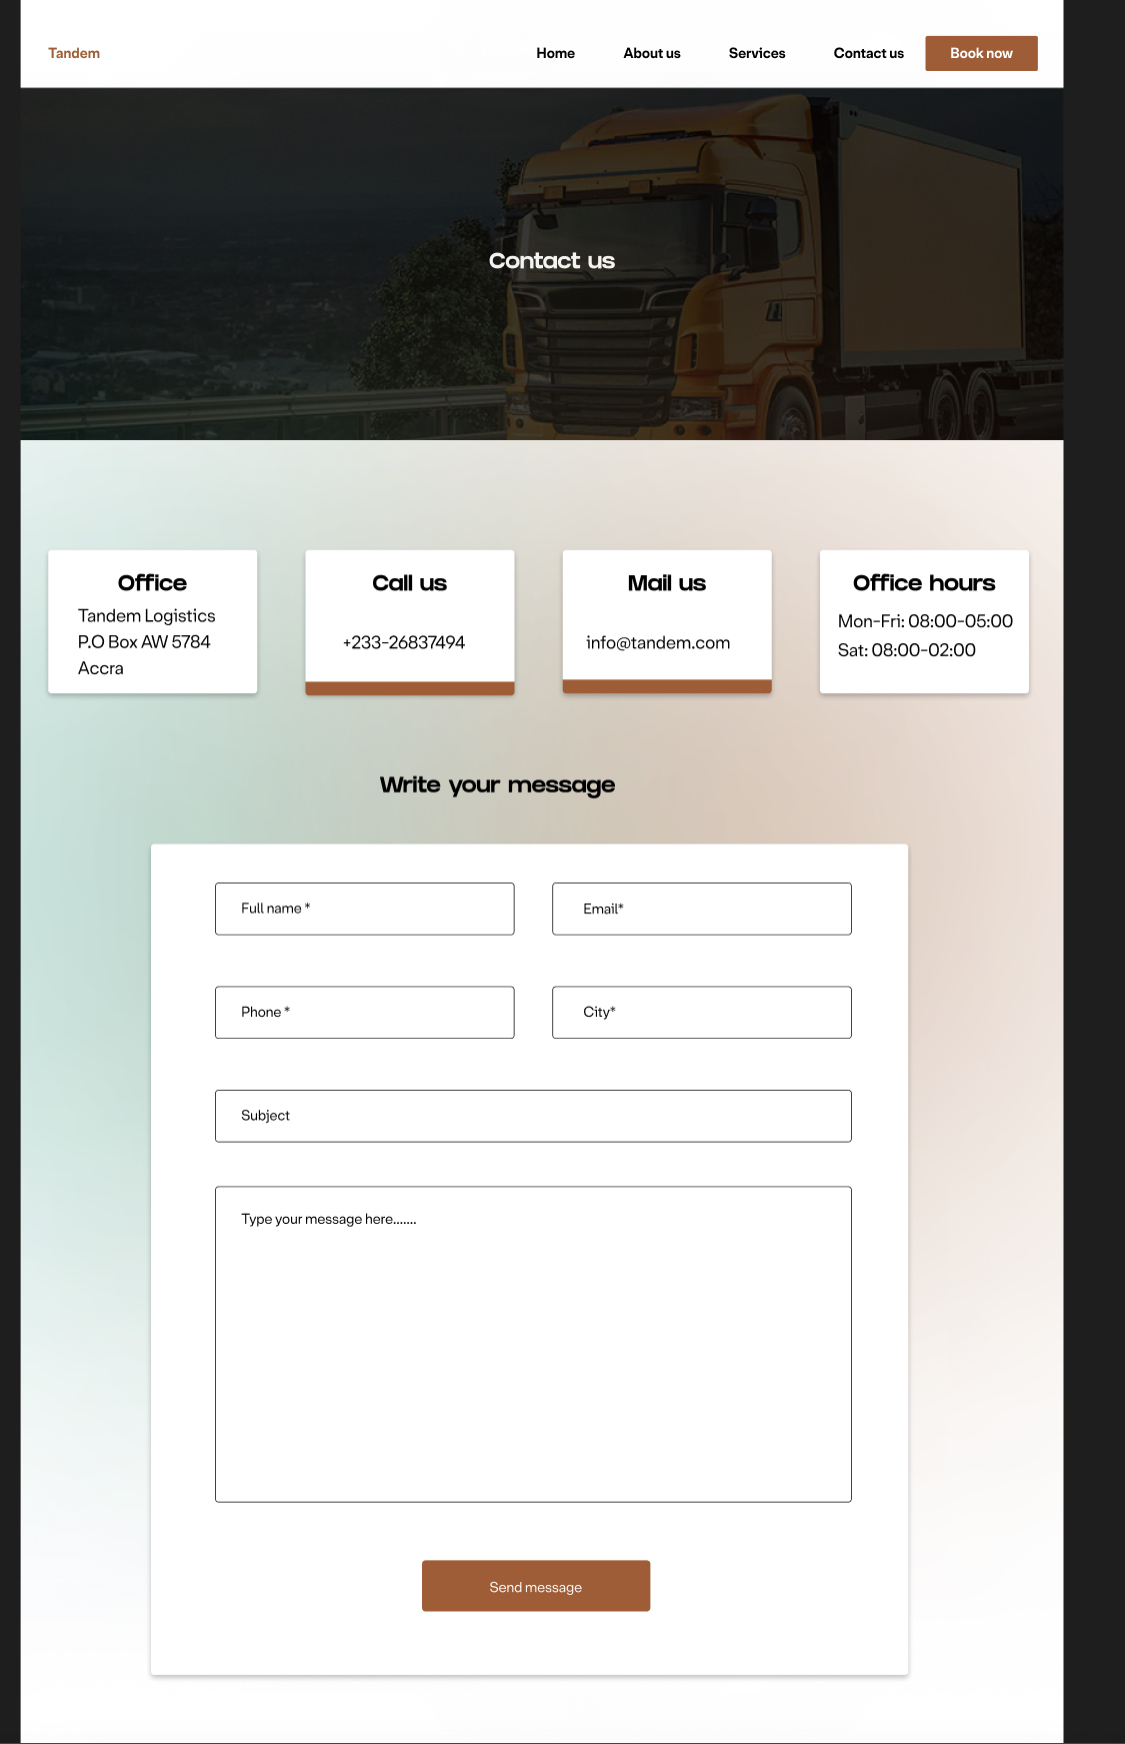 Tandem
Home
About us
Services
Contact us
Book now
Contact us
Office
Tandem Logistics
P.O Box AW 5784
Accra
Call us
+233-26837494
Mail us
info@tandem.com
Office hours
Mon-Fri: 08:00-05:00
Sat: 08:00-02:00
Write your message
Full name *
Email*
Phone *
City*
Subject
Type your message here.......
Send message